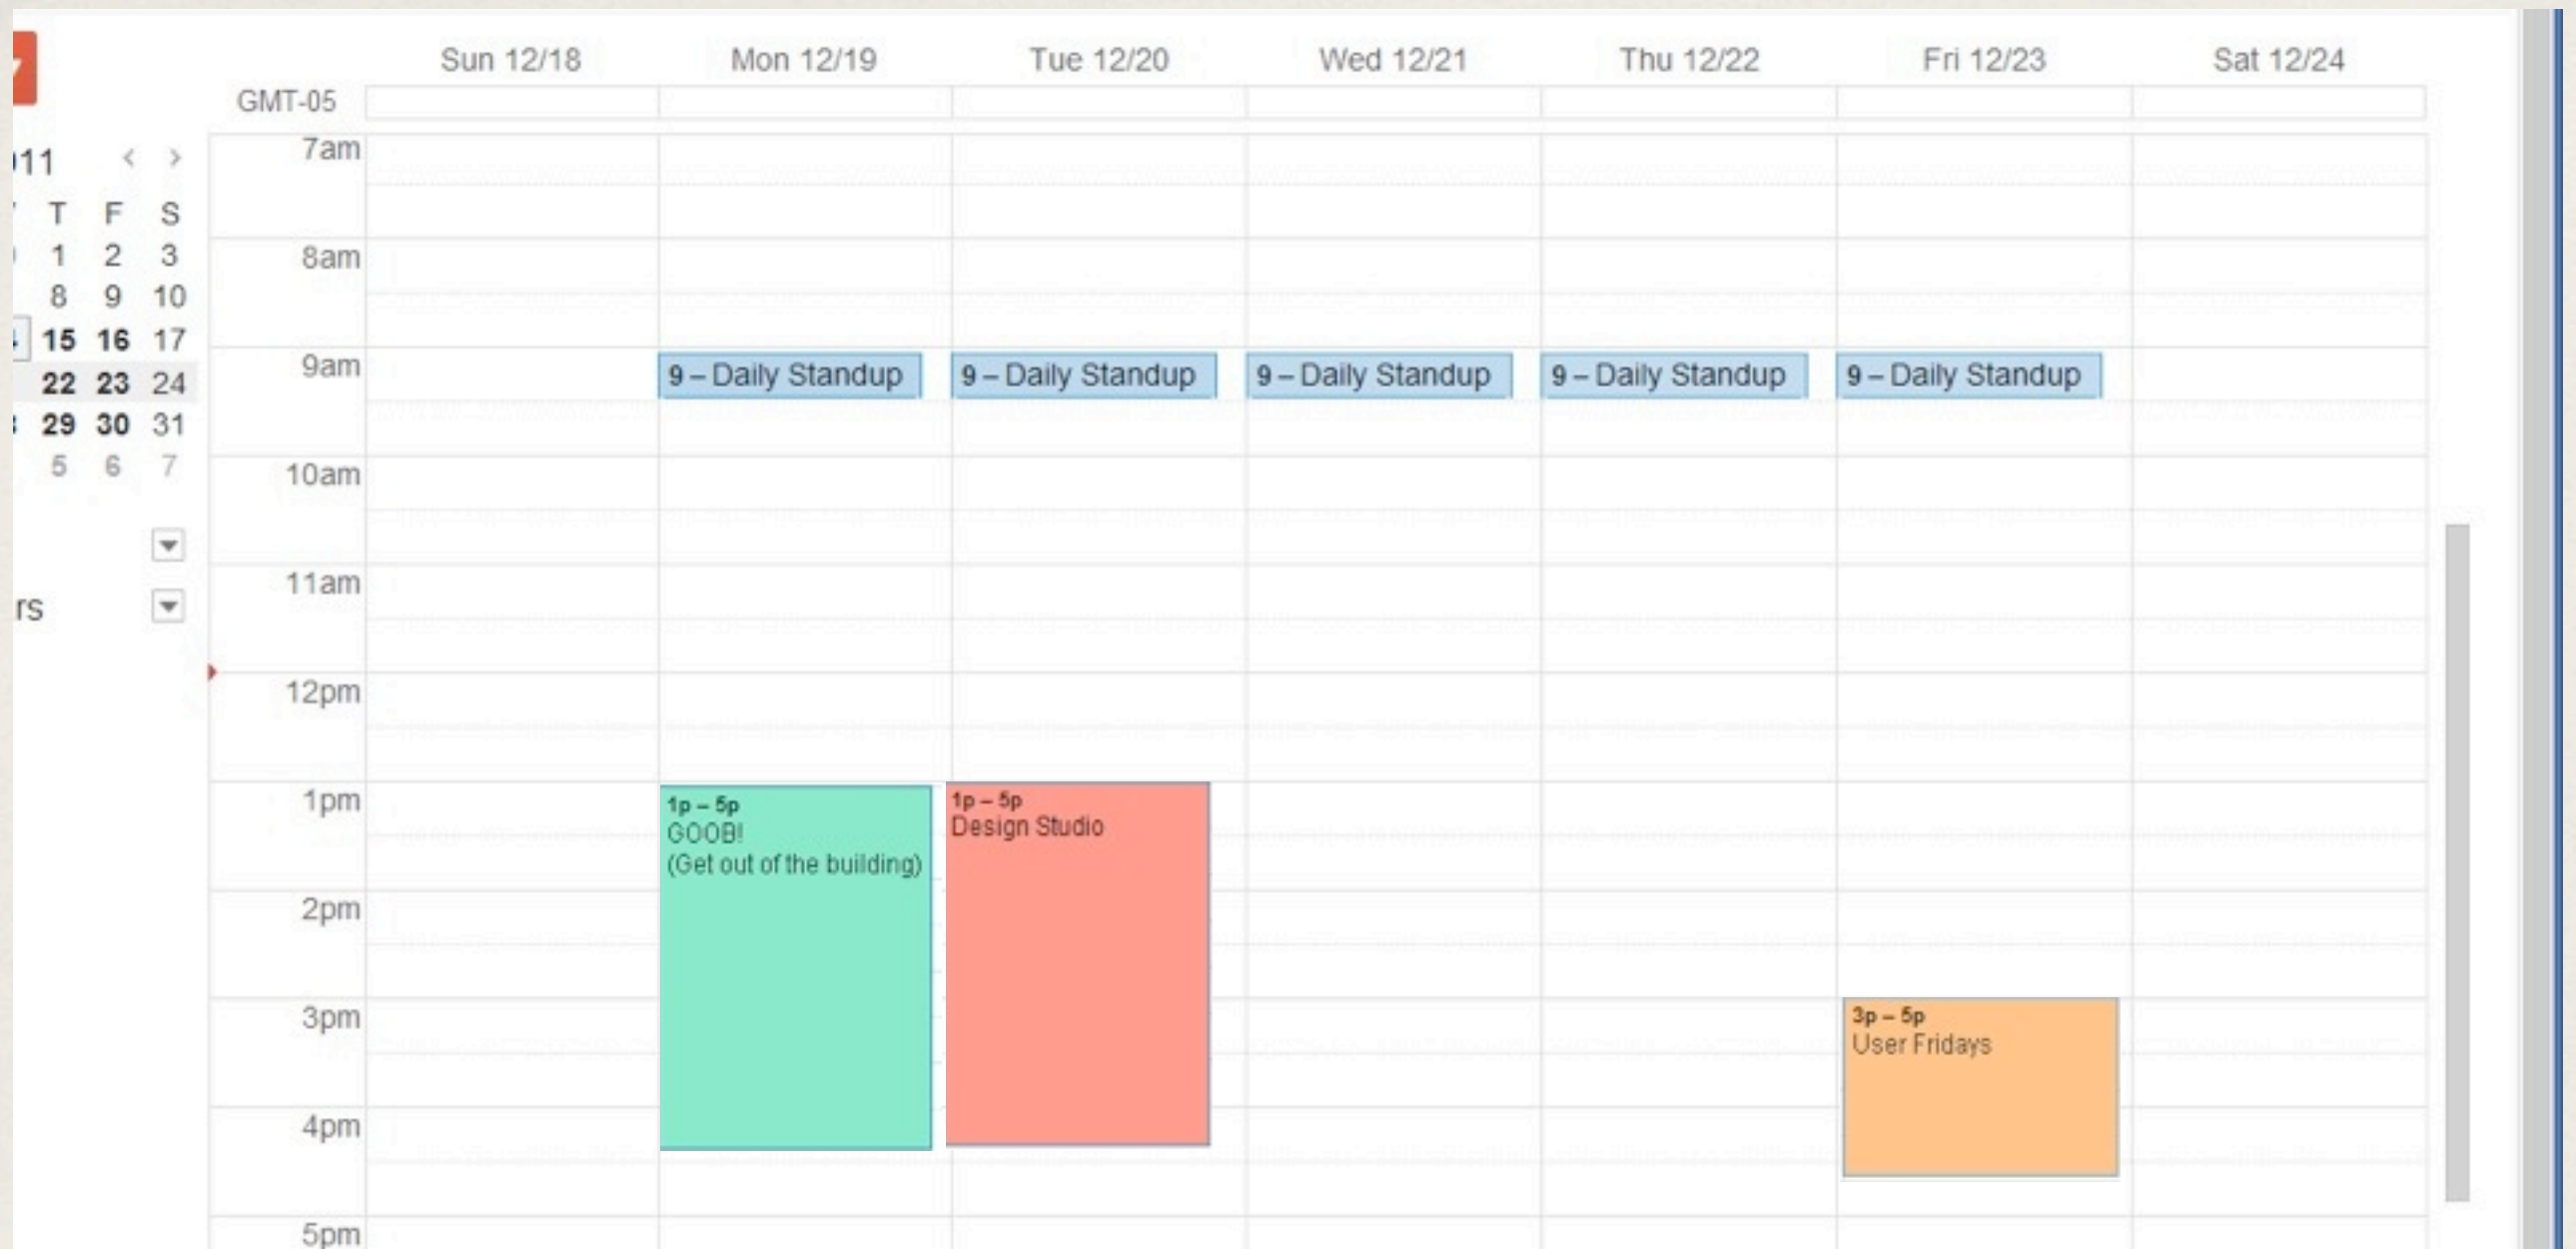 Sun 12/18 Mon 12/19 Tue 12/20 Wed 12/21 Thu 12/22 Fri 12/23 Sat 12/24
GMT-05
11 < >
T F S
1 2 3
8 9 10
15 16 17
22 23 24
29 30 31
5 6 7
rs
7am
8am
9am
9 – Daily Standup 9 – Daily Standup 9 – Daily Standup 9 – Daily Standup 9 – Daily Standup
10am
11am
12pm
1pm
1p – 5p
GOOB!
(Get out of the building)
1p – 5p
Design Studio
2pm
3pm
3p – 5p
User Fridays
4pm
5pm